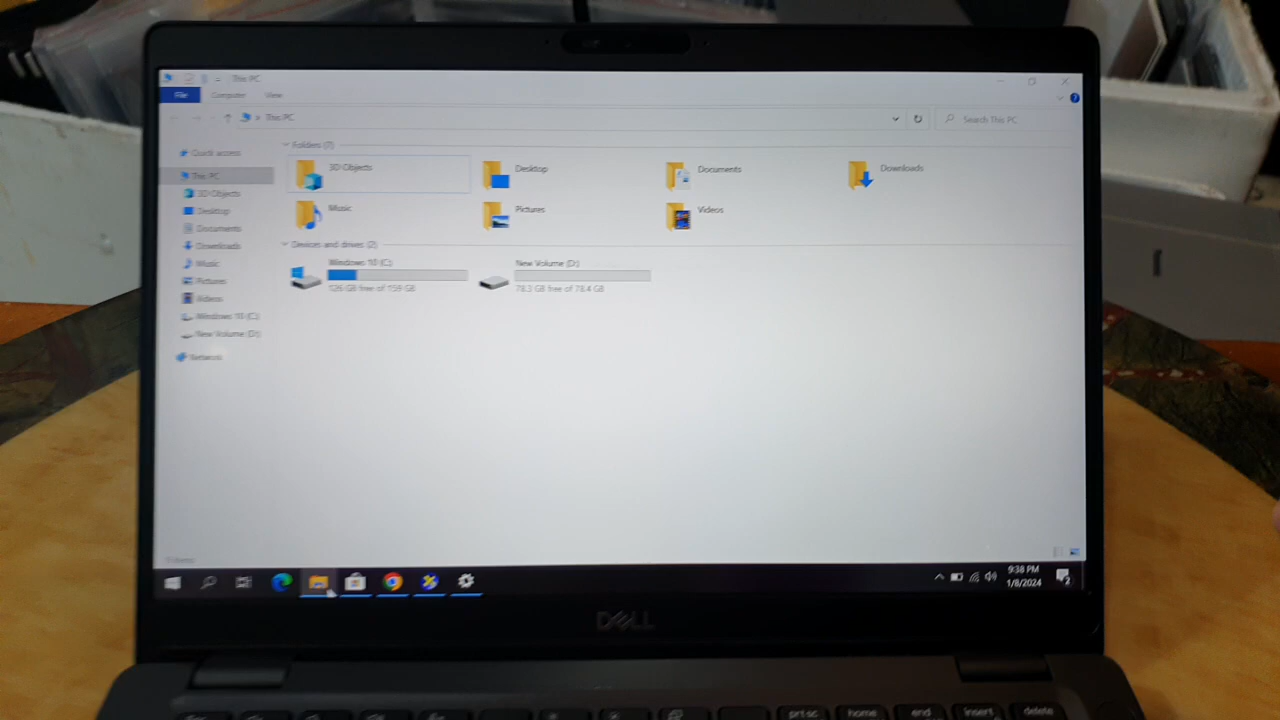 This PC
File Computer View
This PC
Search This PC
Quick access
This PC
3D Objects
Desktop
Documents
Downloads
Music
Pictures
Videos
Windows 10 (C:)
New Volume (D:)
Network
Folders (7)
3D Objects
Desktop
Documents
Downloads
Music
Pictures
Videos
Devices and drives (2)
Windows 10 (C:)
126 GB free of 159 GB
New Volume (D:)
78.3 GB free of 78.4 GB
9:38 PM
1/8/2024
2
DELL
prt sc home end insert delete